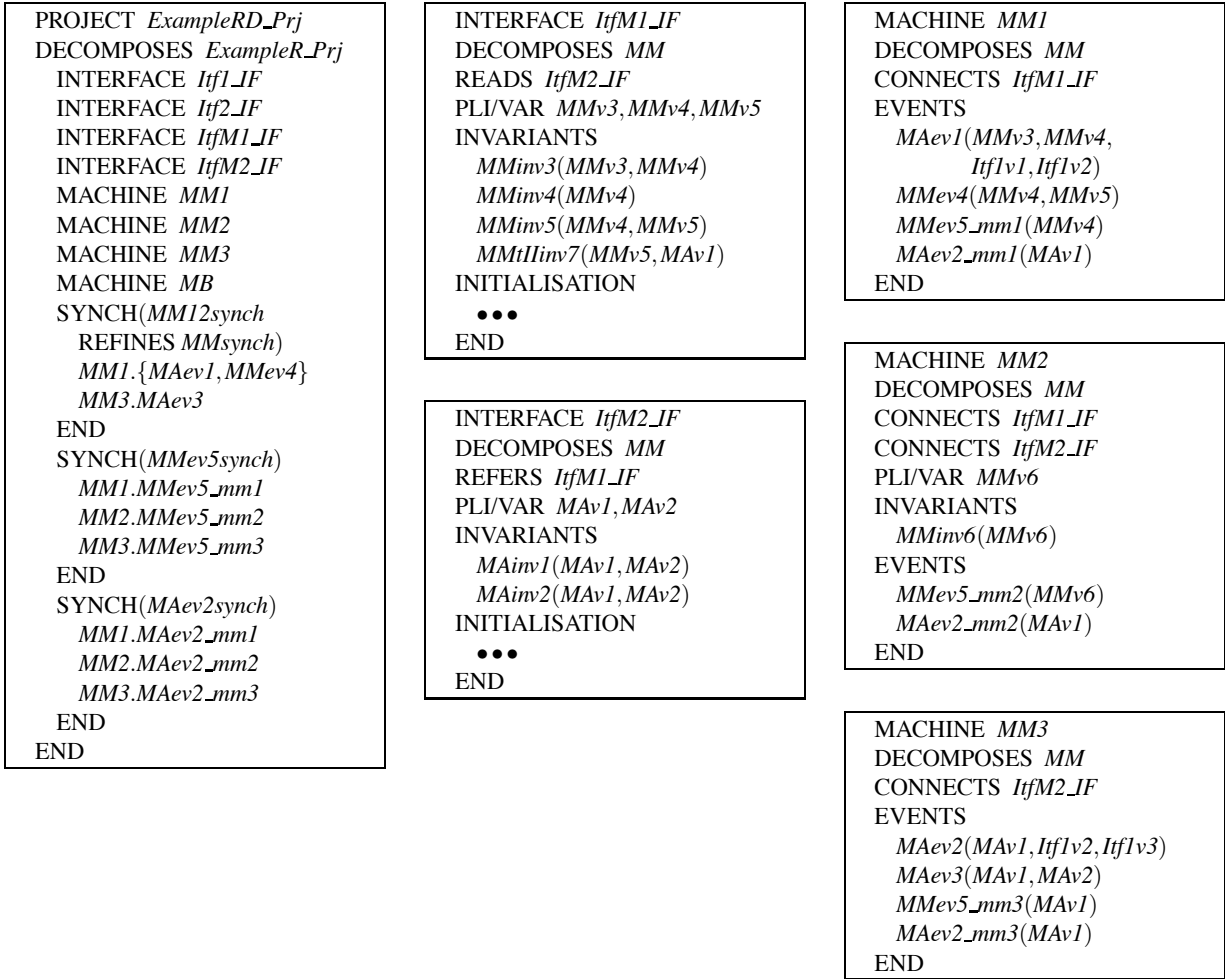 PROJECT ExampleRD_Prj
DECOMPOSES ExampleR_Prj
INTERFACE Itf1_IF
INTERFACE Itf2_IF
INTERFACE ItfM1_IF
INTERFACE ItfM2_IF
MACHINE MM1
MACHINE MM2
MACHINE MM3
MACHINE MB
SYNCH(MM12synch
REFINES MMsynch)
MM1.{MAev1,MMev4}
MM3.MAev3
END
SYNCH(MMev5synch)
MM1.MMev5_mm1
MM2.MMev5_mm2
MM3.MMev5_mm3
END
SYNCH(MAev2synch)
MM1.MAev2_mm1
MM2.MAev2_mm2
MM3.MAev2_mm3
END
END
INTERFACE ItfM1_IF
DECOMPOSES MM
READS ItfM2_IF
PLI/VAR MMv3,MMv4,MMv5
INVARIANTS
MMinv3(MMv3,MMv4)
MMinv4(MMv4)
MMinv5(MMv4,MMv5)
MMtIIinv7(MMv5,MAv1)
INITIALISATION
•••
END
INTERFACE ItfM2_IF
DECOMPOSES MM
REFERS ItfM1_IF
PLI/VAR MAv1,MAv2
INVARIANTS
MAinv1(MAv1,MAv2)
MAinv2(MAv1,MAv2)
INITIALISATION
•••
END
MACHINE MM1
DECOMPOSES MM
CONNECTS ItfM1_IF
EVENTS
MAev1(MMv3,MMv4,
Itf1v1,Itf1v2)
MMev4(MMv4,MMv5)
MMev5_mm1(MMv4)
MAev2_mm1(MAv1)
END
MACHINE MM2
DECOMPOSES MM
CONNECTS ItfM1_IF
CONNECTS ItfM2_IF
PLI/VAR MMv6
INVARIANTS
MMinv6(MMv6)
EVENTS
MMev5_mm2(MMv6)
MAev2_mm2(MAv1)
END
MACHINE MM3
DECOMPOSES MM
CONNECTS ItfM2_IF
EVENTS
MAev2(MAv1,Itf1v2,Itf1v3)
MAev3(MAv1,MAv2)
MMev5_mm3(MAv1)
MAev2_mm3(MAv1)
END